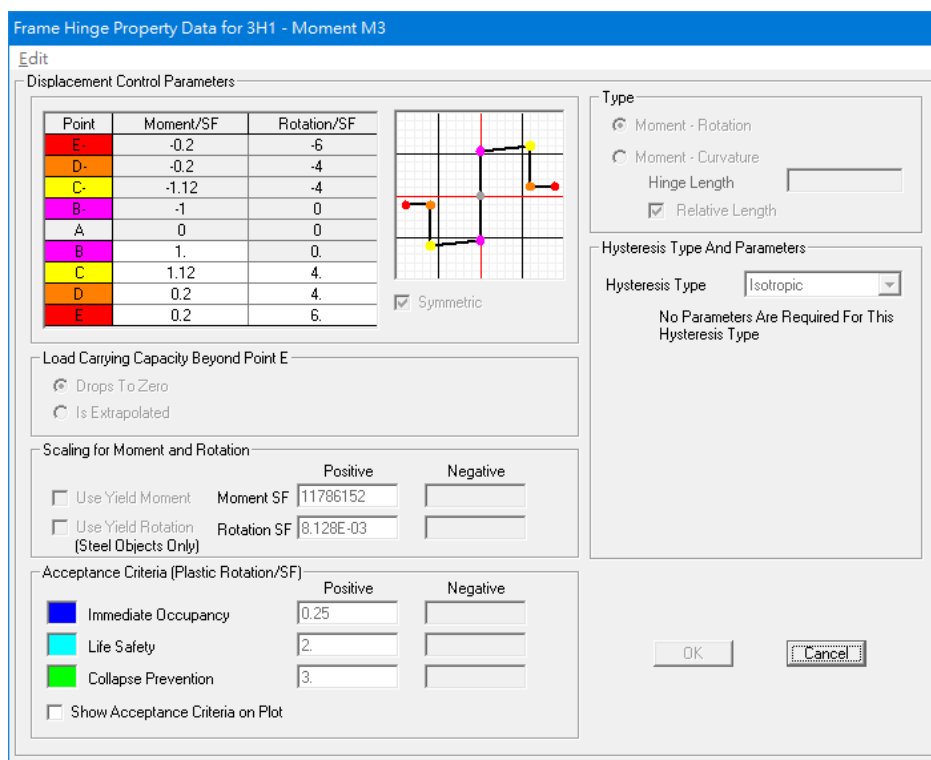 Frame Hinge Property Data for 3H1 - Moment M3
Edit
Displacement Control Parameters
Point Moment/SF Rotation/SF
E- -0.2 -6
D- -0.2 -4
C- -1.12 -4
B- -1 0
A 0 0
B 1. 0.
C 1.12 4.
D 0.2 4.
E 0.2 6.
Symmetric
Type
Moment - Rotation
Moment - Curvature
Hinge Length
Relative Length
Hysteresis Type And Parameters
Hysteresis Type Isotropic
No Parameters Are Required For This
Hysteresis Type
Load Carrying Capacity Beyond Point E
Drops To Zero
Is Extrapolated
Scaling for Moment and Rotation
Positive Negative
Use Yield Moment Moment SF 11786152
Use Yield Rotation Rotation SF 8.128E-03
(Steel Objects Only)
Acceptance Criteria (Plastic Rotation/SF)
Positive Negative
Immediate Occupancy 0.25
Life Safety 2.
Collapse Prevention 3.
Show Acceptance Criteria on Plot
OK Cancel